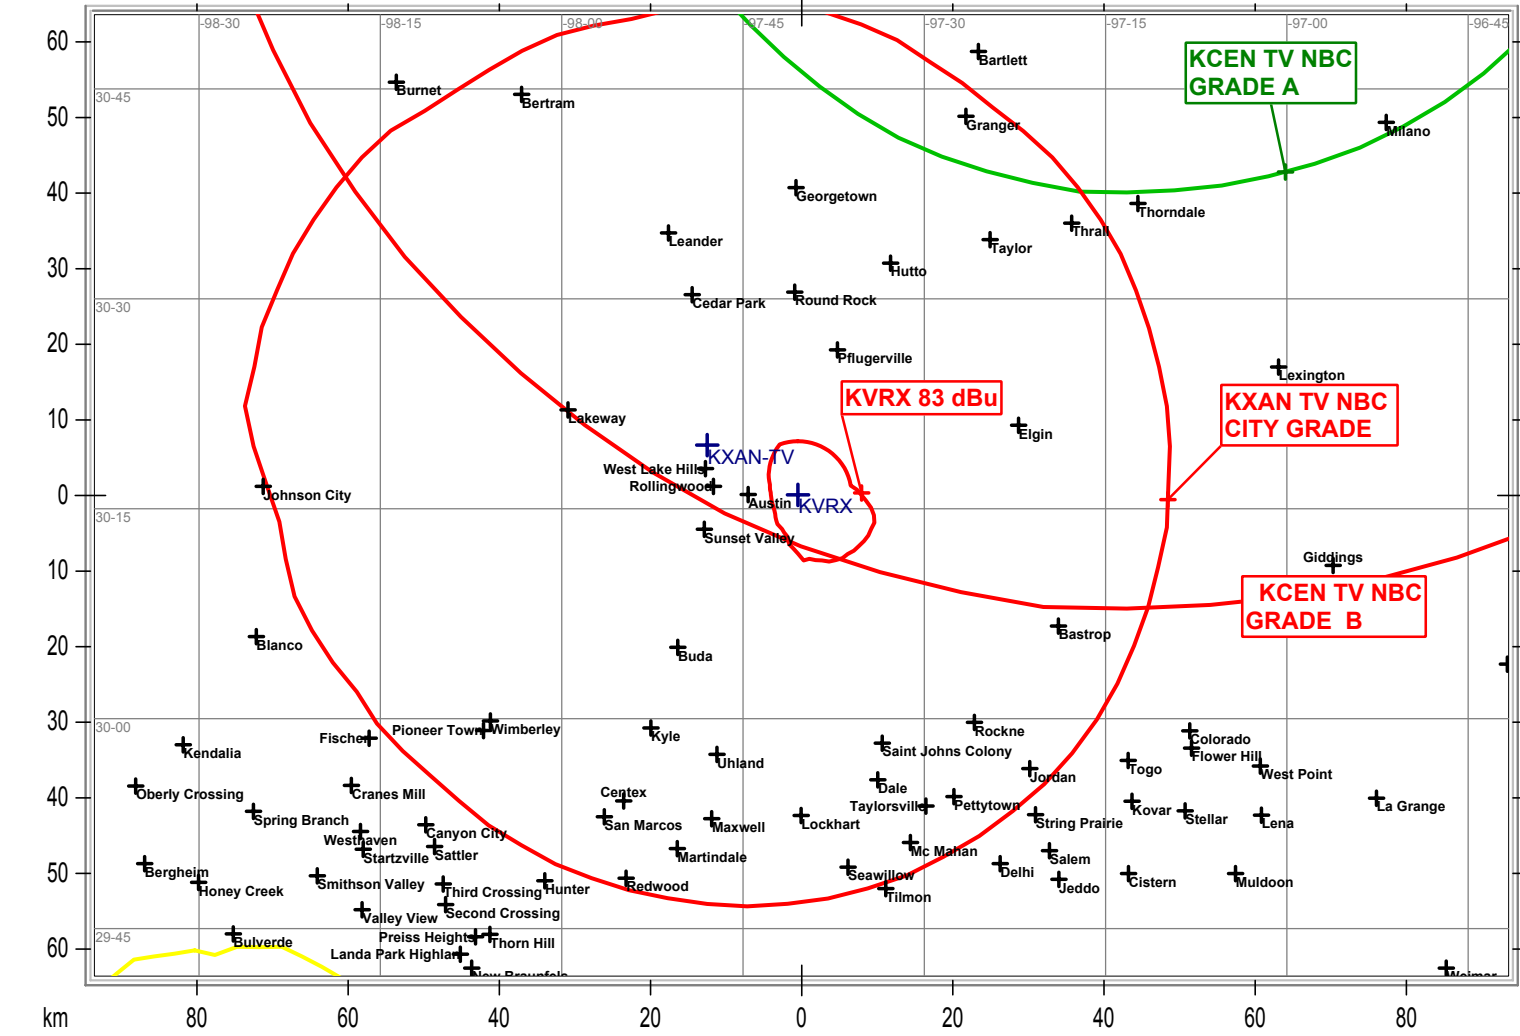 -98-30
-98-15
-98-00
-97-45
-97-30
-97-15
-97-00
-96-45
60
Bartlett
KCEN TV NBC
GRADE A
Burnet
Bertram
30-45
50
Granger
Milano
40
Georgetown
Thorndale
Leander
Thrall
Taylor
30
Hutto
30-30
Cedar Park
Round Rock
20
Pflugerville
Lexington
KVRX 83 dBu
KXAN TV NBC
CITY GRADE
10
Lakeway
Elgin
KXAN-TV
West Lake Hills
Rollingwood
0
Johnson City
Austin
KVRX
30-15
Sunset Valley
Giddings
10
KCEN TV NBC
GRADE B
Bastrop
20
Blanco
Buda
30
30-00
Pioneer Town
Wimberley
Fischer
Kyle
Rockne
Colorado
Kendalia
Saint Johns Colony
Flower Hill
Uhland
Togo
West Point
Jordan
40
Oberly Crossing
Cranes Mill
Centex
Dale
Taylorsville
Pettytown
Kovar
La Grange
Spring Branch
San Marcos
Maxwell
Lockhart
String Prairie
Stellar
Lena
Westhaven
Canyon City
Startzville
Sattler
Martindale
Mc Mahan
Salem
50
Bergheim
Honey Creek
Smithson Valley
Third Crossing
Hunter
Redwood
Seawillow
Delhi
Jeddo
Cistern
Muldoon
Tilmon
Valley View
Second Crossing
29-45
60
Bulverde
Preiss Heights
Thorn Hill
Landa Park Highlan
New Braunfels
Weimar
km
80
60
40
20
0
20
40
60
80